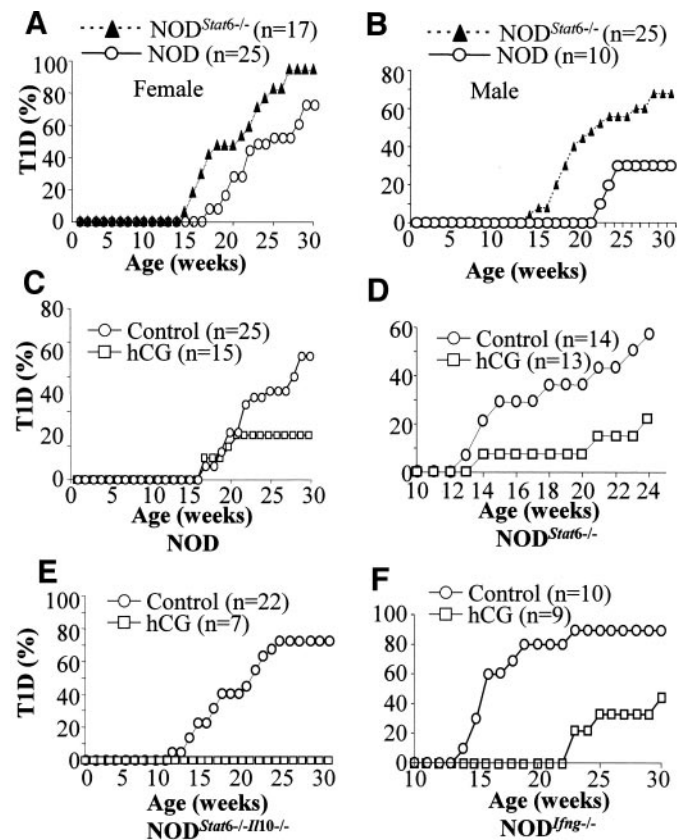 A
NOD Stat6-/- (n=17)
NOD (n=25)
Female
T1D (%)
100
80
60
40
20
0
0 5 10 15 20 25 30
Age (weeks)
B
NOD Stat6-/- (n=25)
NOD (n=10)
Male
80
60
40
20
0
0 5 10 15 20 25 30
Age (weeks)
C
Control (n=25)
hCG (n=15)
T1D (%)
80
60
40
20
0
0 5 10 15 20 25 30
Age (weeks)
NOD
D
Control (n=14)
hCG (n=13)
60
40
20
0
10 12 14 16 18 20 22 24
Age (weeks)
NOD Stat6-/-
E
Control (n=22)
hCG (n=7)
T1D (%)
100
80
60
40
20
0
0 5 10 15 20 25 30
Age (weeks)
NOD Stat6-/-Il10-/-
F
Control (n=10)
hCG (n=9)
100
80
60
40
20
0
10 15 20 25 30
Age (weeks)
NOD Ifng-/-